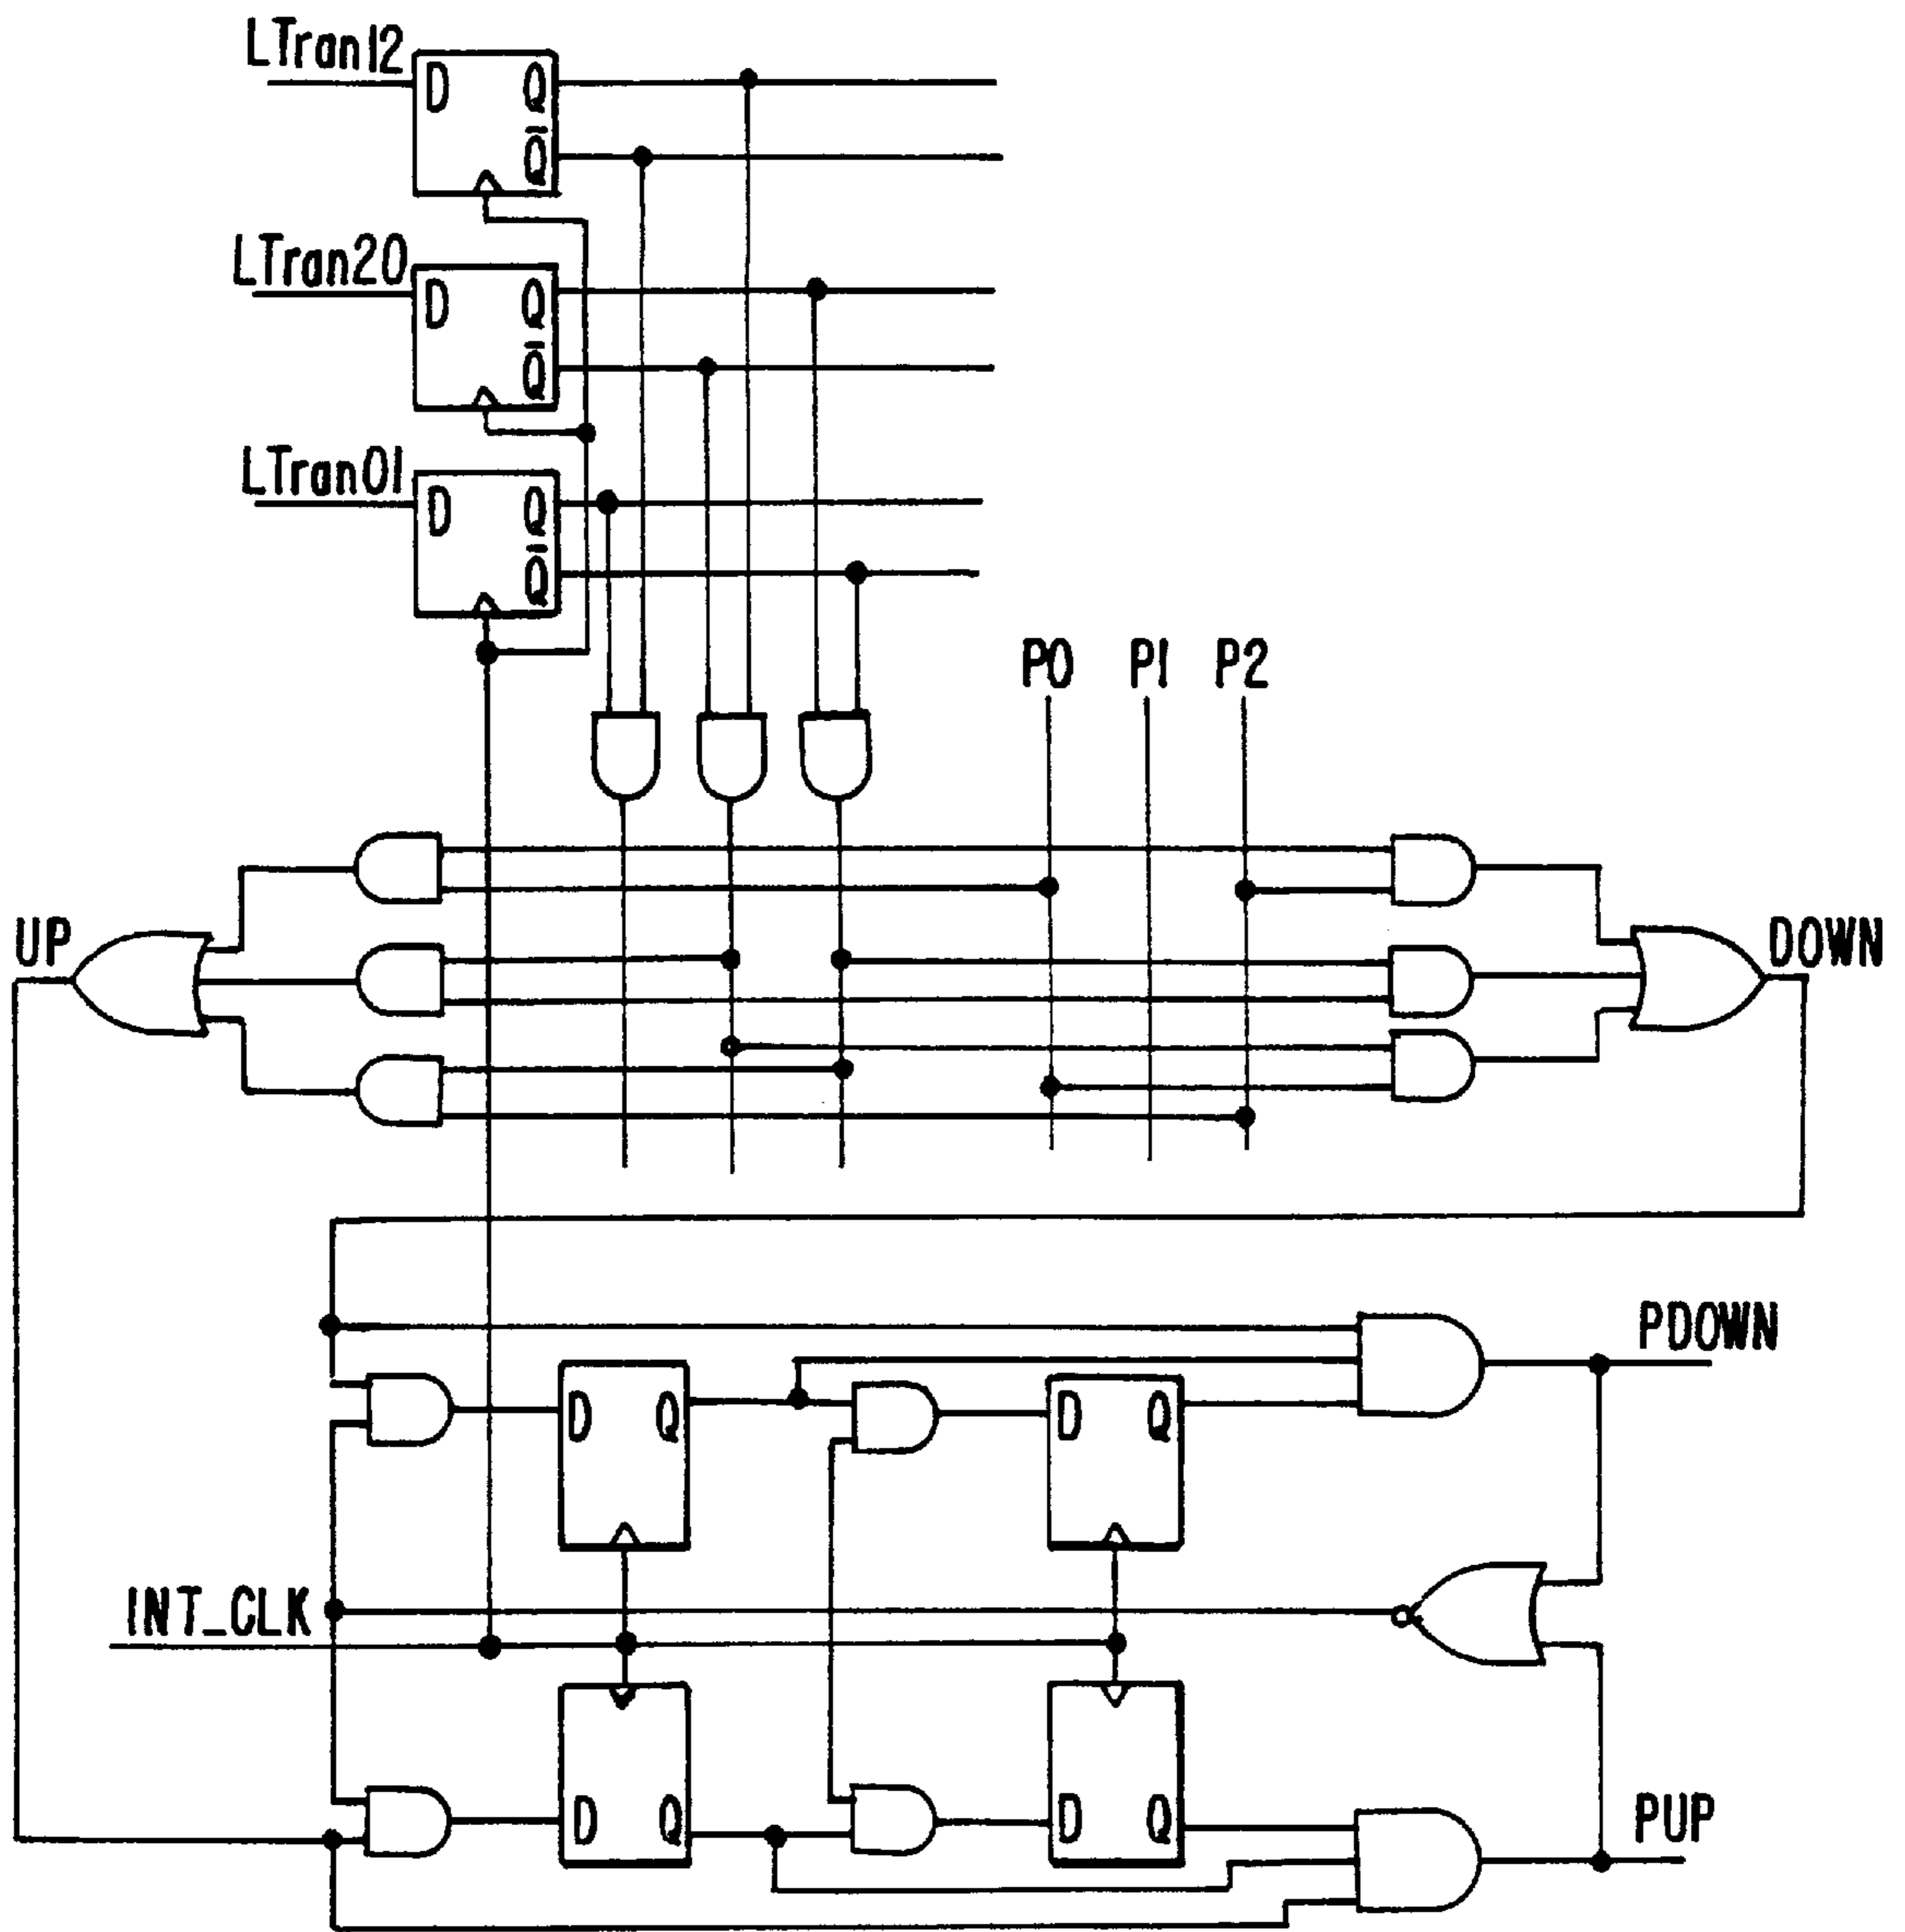 LTran12
D Q
Q̅
LTran20
D Q
Q̅
LTran01
D Q
Q̅
P0 P1 P2
UP
DOWN
PDOWN
D Q
D Q
INT_CLK
D Q
D Q
PUP